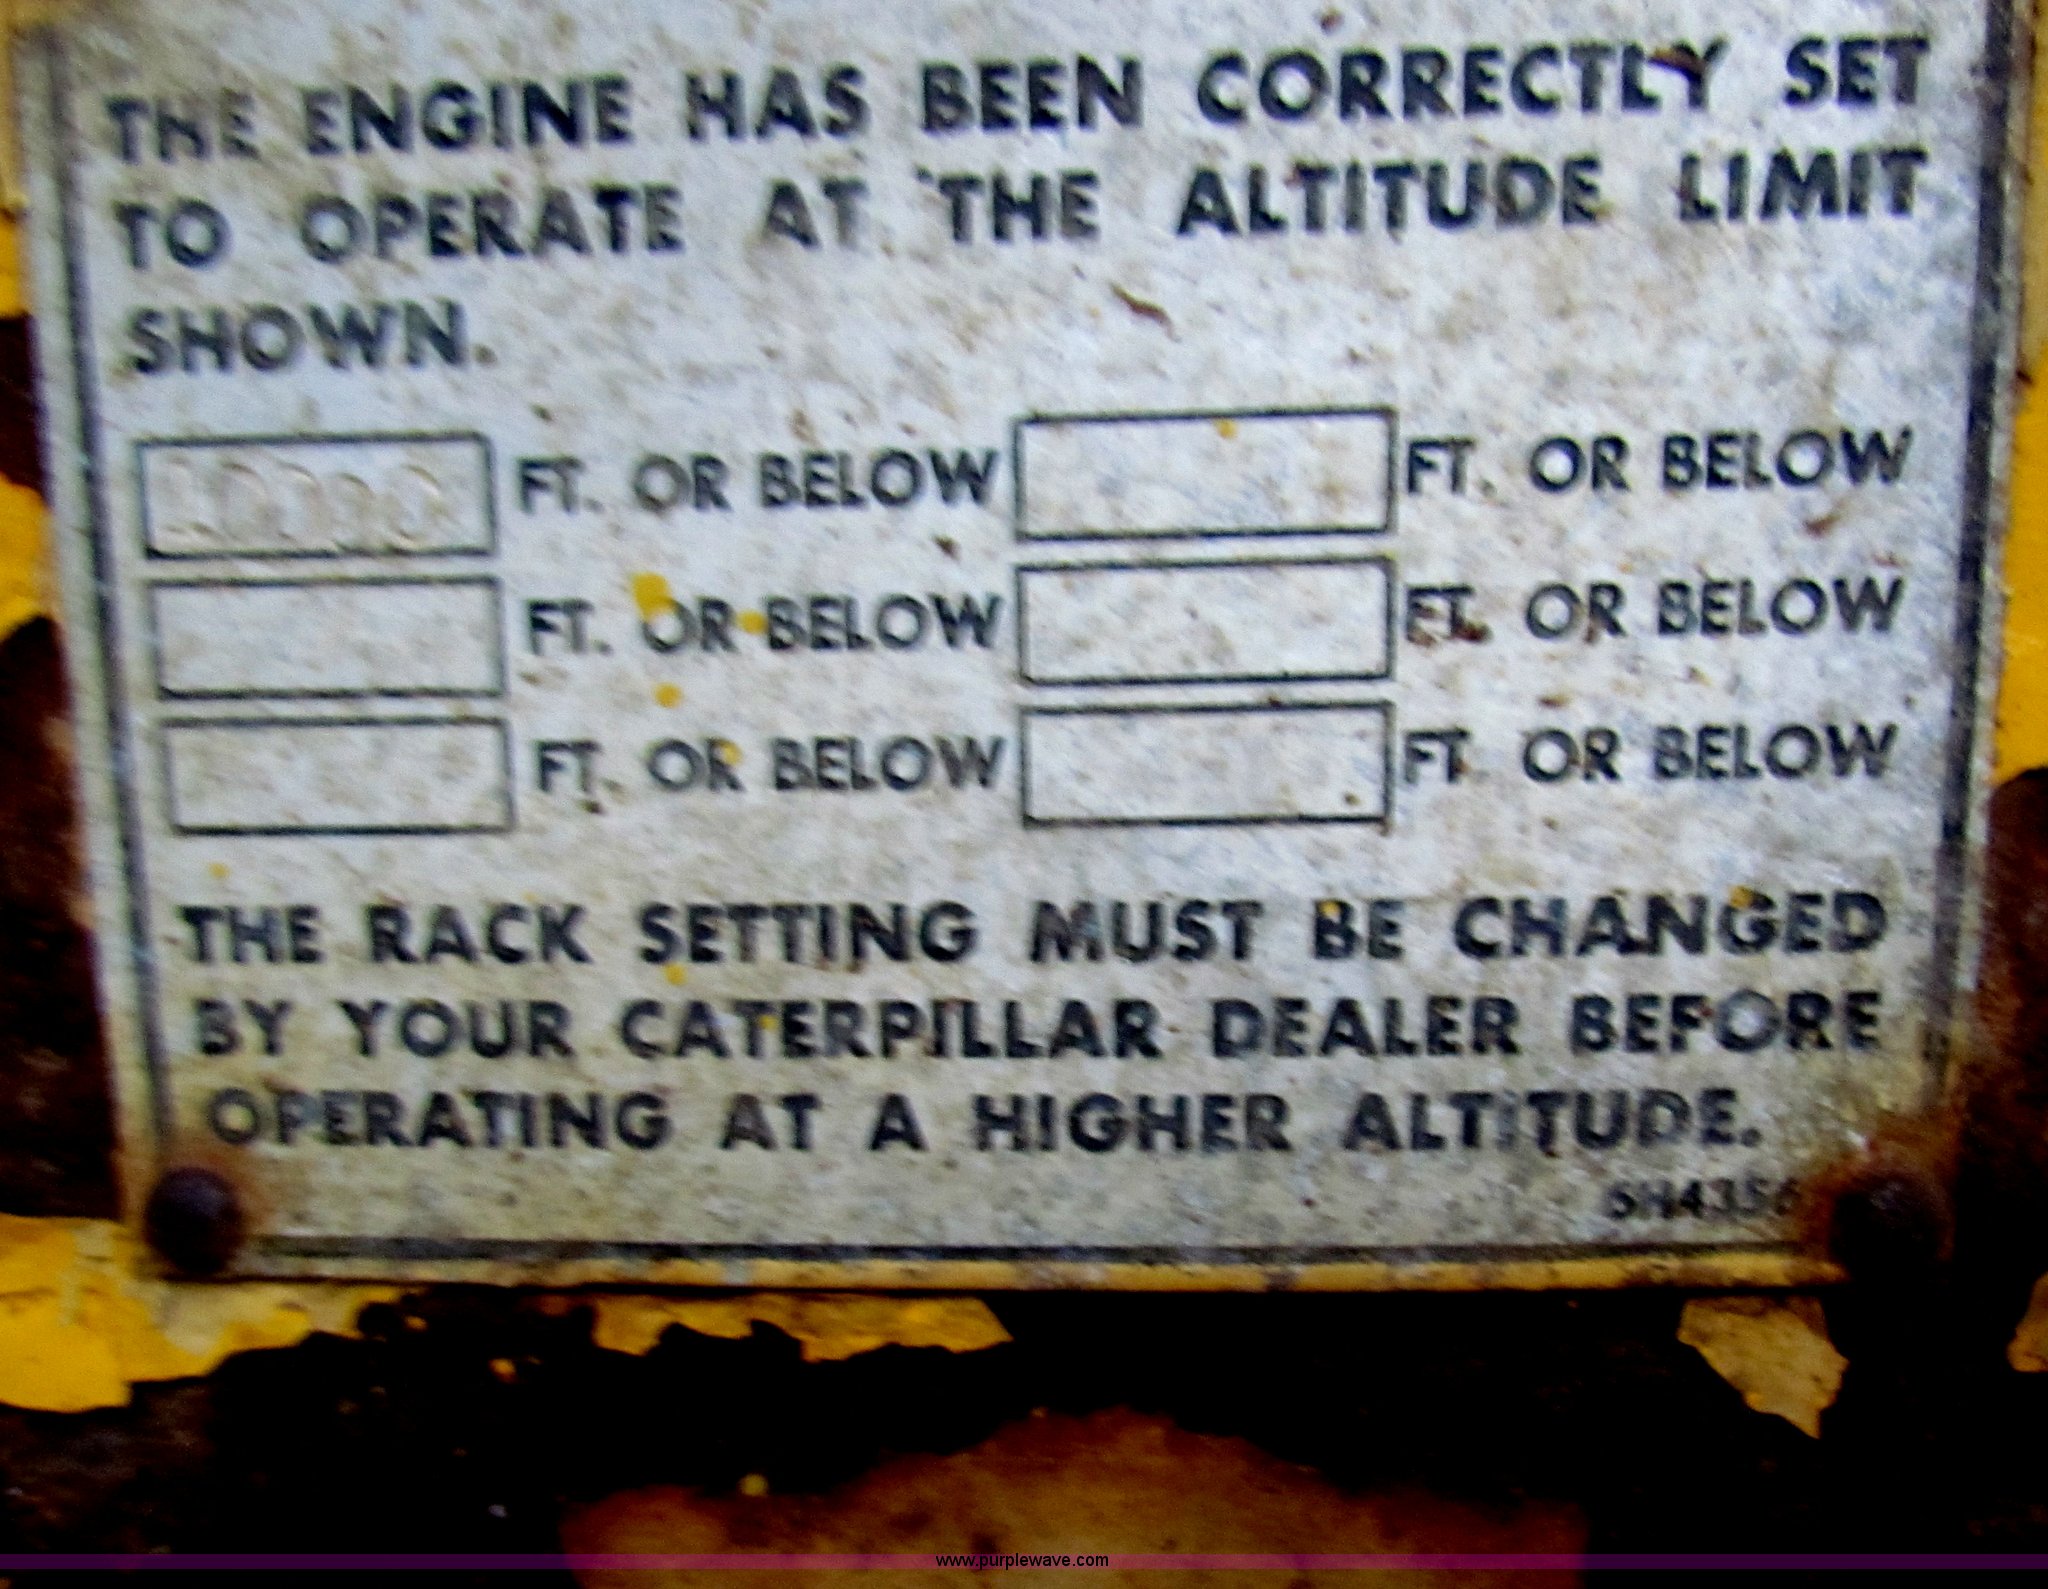 THE ENGINE HAS BEEN CORRECTLY SET
TO OPERATE AT THE ALTITUDE LIMIT
SHOWN.
FT. OR BELOW FT. OR BELOW
FT. OR BELOW FT. OR BELOW
FT. OR BELOW FT. OR BELOW
THE RACK SETTING MUST BE CHANGED
BY YOUR CATERPILLAR DEALER BEFORE
OPERATING AT A HIGHER ALTITUDE.
www.purplewave.com